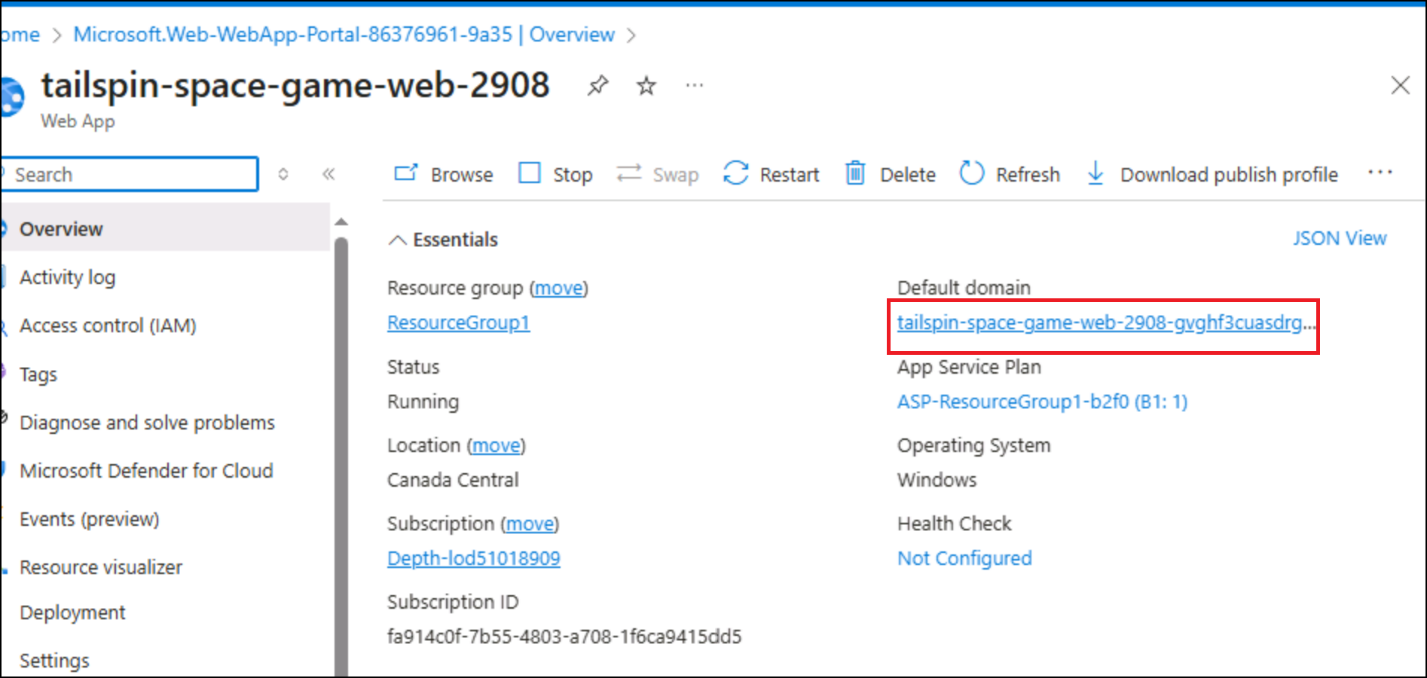 ome > Microsoft.Web-WebApp-Portal-86376961-9a35 | Overview >
tailspin-space-game-web-2908 ...
Web App
Search
Browse Stop Swap Restart Delete Refresh Download publish profile ...
Overview
Activity log
Access control (IAM)
Tags
Diagnose and solve problems
Microsoft Defender for Cloud
Events (preview)
Resource visualizer
Deployment
Settings
Essentials
JSON View
Resource group (move)
ResourceGroup1
Status
Running
Location (move)
Canada Central
Subscription (move)
Depth-lod51018909
Subscription ID
fa914c0f-7b55-4803-a708-1f6ca9415dd5
Default domain
tailspin-space-game-web-2908-gvghf3cuasdrg...
App Service Plan
ASP-ResourceGroup1-b2f0 (B1: 1)
Operating System
Windows
Health Check
Not Configured